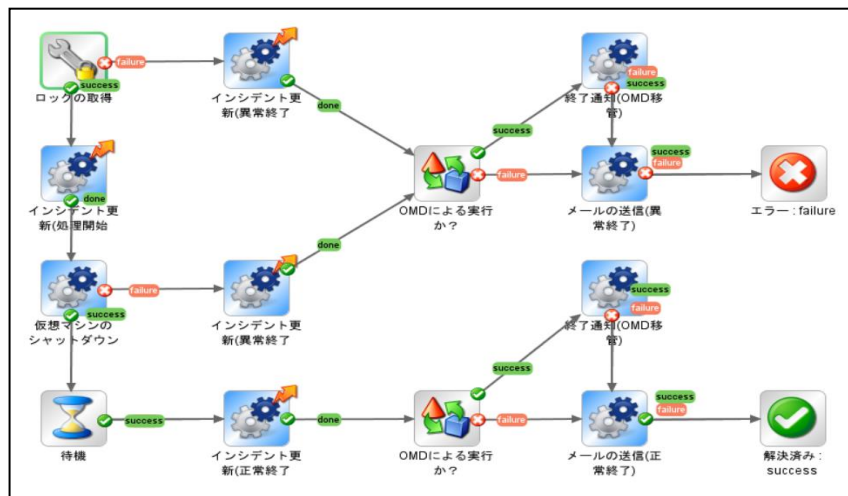 failure
success
ロックの取得
インシデント更
新(異常終了
done
failure
success
終了通知(OMD移
管)
success
failure
OMDによる実行
か?
success
failure
メールの送信(異
常終了)
エラー : failure
done
インシデント更
新(処理開始
done
failure
success
仮想マシンの
シャットダウン
インシデント更
新(異常終了
success
failure
終了通知(OMD移
管)
success
success
待機
done
インシデント更
新(正常終了
failure
OMDによる実行
か?
success
failure
メールの送信(正
常終了)
解決済み :
success